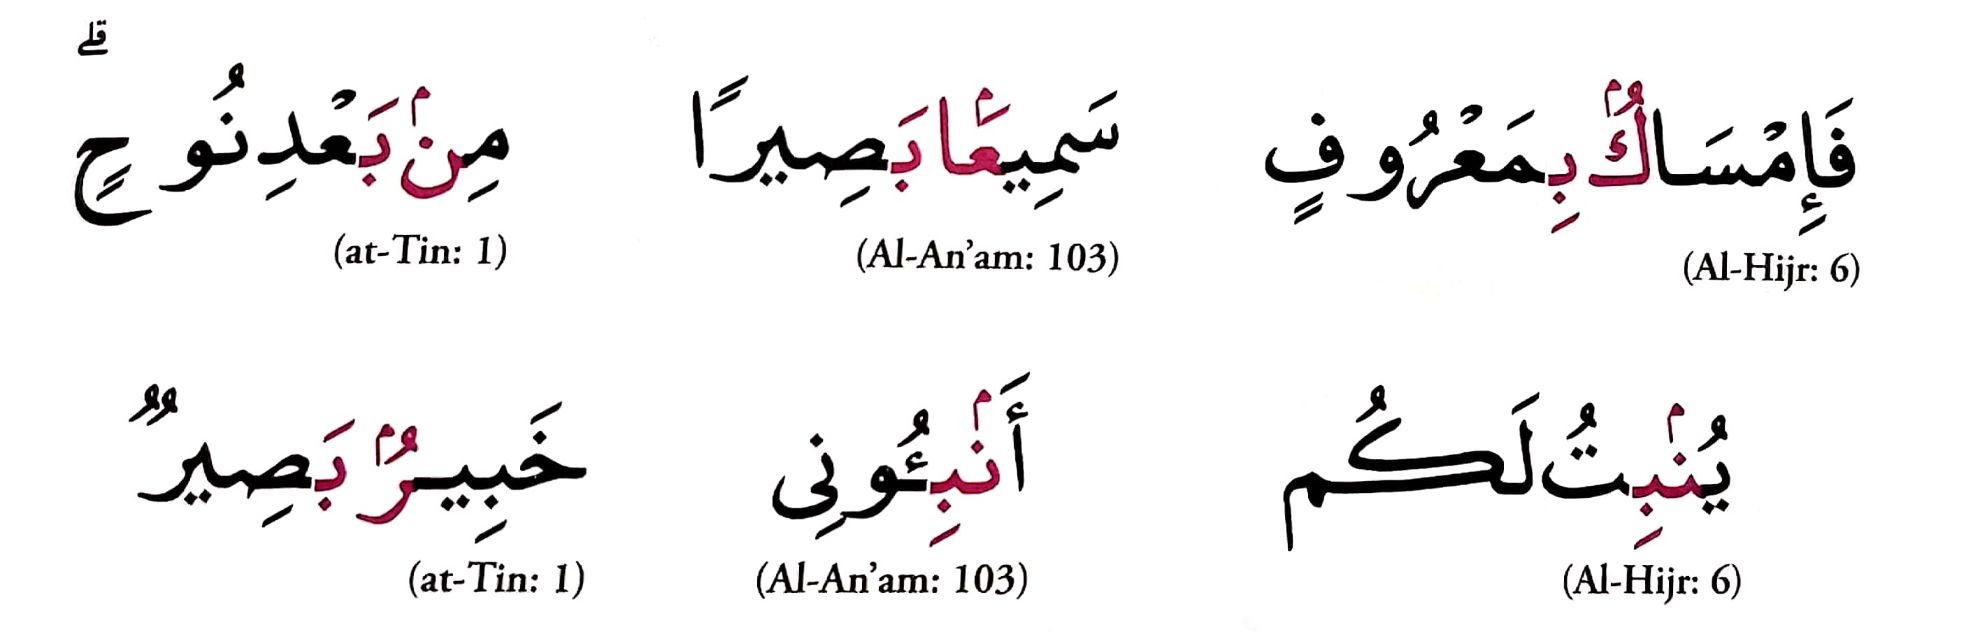 فَإِمْسَاكُۢ بِمَعْرُوفٍ سَمِيعَۢا بَصِيرًا مِنۢ بَعْدِ نُوحٍ ۗ
(Al-Hijr: 6) (Al-An’am: 103) (at-Tin: 1)
يُنۢبِتُ لَكُم أَنۢبِـُٔونِى خَبِيرُۢ بَصِيرٌ
(Al-Hijr: 6) (Al-An’am: 103) (at-Tin: 1)